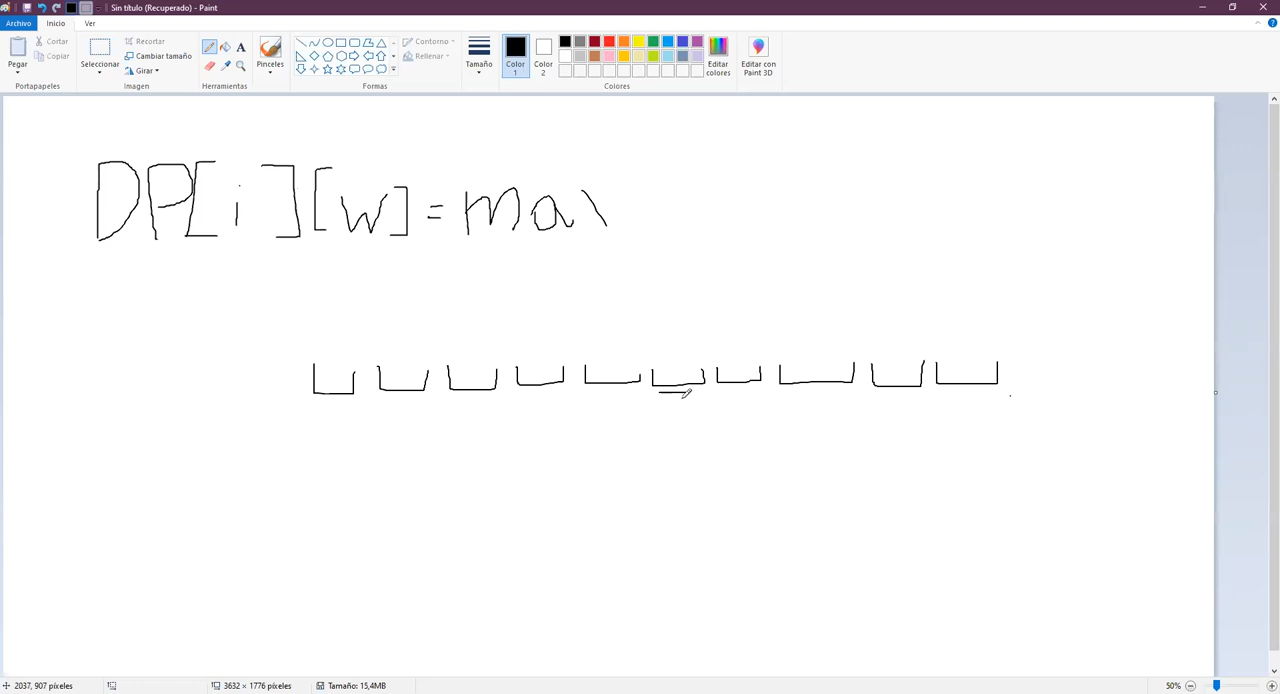 Sin título (Recuperado) - Paint
Archivo Inicio Ver
Pegar
Cortar
Copiar
Portapapeles
Seleccionar
Recortar
Cambiar tamaño
Girar
Imagen
A
Herramientas
Pinceles
Contorno
Rellenar
Formas
Tamaño
Color 1
Color 2
Editar colores
Editar con Paint 3D
Colores
DP[i][w]=ma
2037, 907 píxeles 3632 × 1776 píxeles Tamaño: 15,4MB 50%